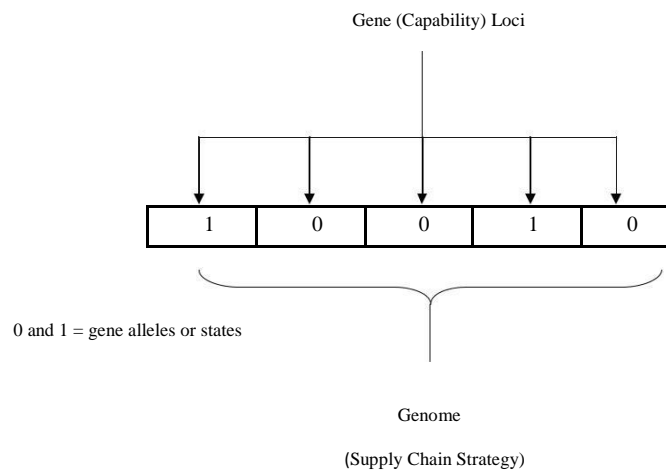 Gene (Capability) Loci
1 0 0 1 0
0 and 1 = gene alleles or states
Genome
(Supply Chain Strategy)